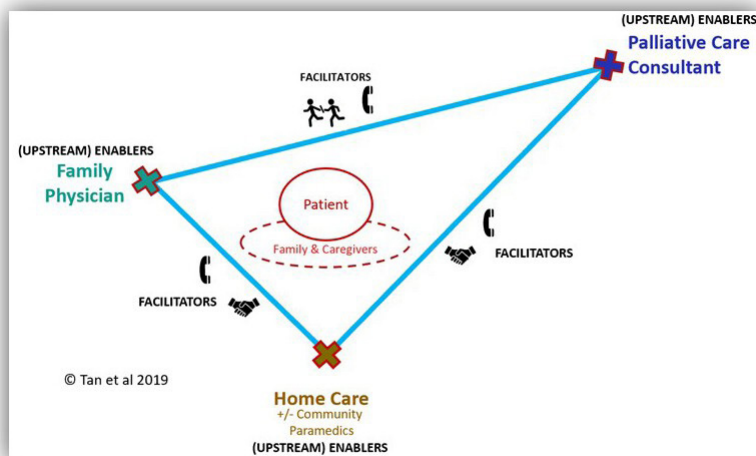 (UPSTREAM) ENABLERS
Palliative Care
Consultant
FACILITATORS
(UPSTREAM) ENABLERS
Family
Physician
Patient
Family & Caregivers
FACILITATORS
FACILITATORS
© Tan et al 2019
Home Care
+/- Community
Paramedics
(UPSTREAM) ENABLERS